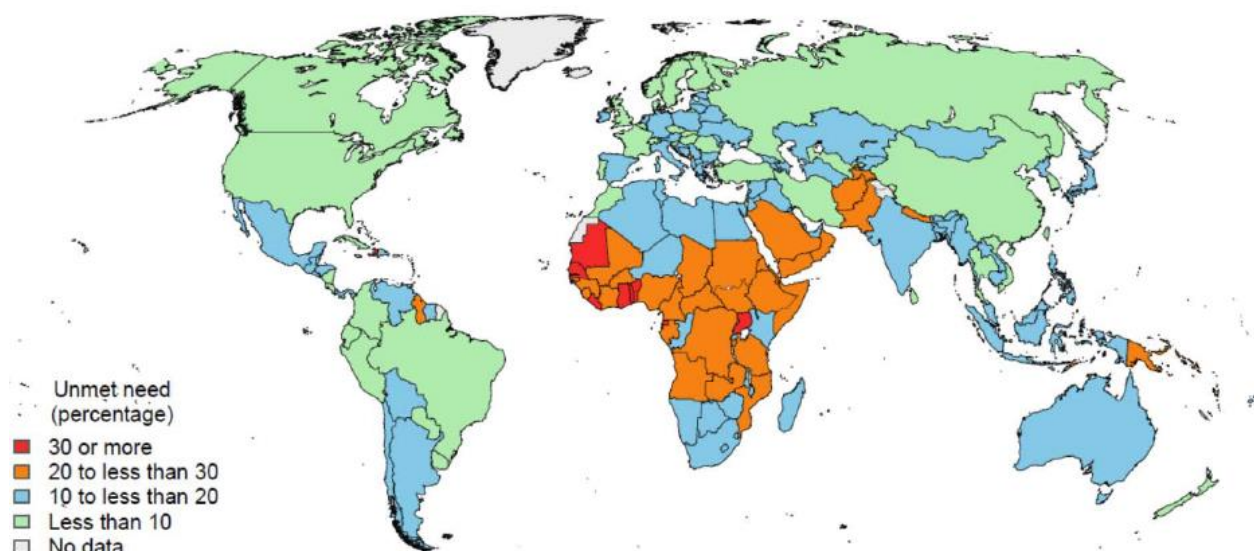 Unmet need
(percentage)
30 or more
20 to less than 30
10 to less than 20
Less than 10
No data